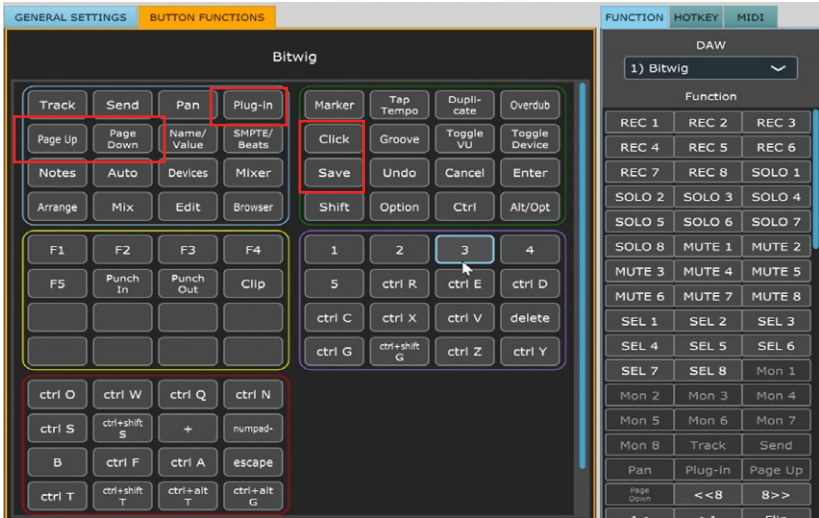 GENERAL SETTINGS BUTTON FUNCTIONS
Bitwig
Track Send Pan Plug-in
Page Up Page Down Name/Value SMPTE/Beats
Notes Auto Devices Mixer
Arrange Mix Edit Browser
Marker Tap Tempo Dupli-cate Overdub
Click Groove Toggle VU Toggle Device
Save Undo Cancel Enter
Shift Option Ctrl Alt/Opt
F1 F2 F3 F4
F5 Punch In Punch Out Clip
1 2 3 4
5 ctrl R ctrl E ctrl D
ctrl C ctrl X ctrl V delete
ctrl G ctrl+shift G ctrl Z ctrl Y
ctrl O ctrl W ctrl Q ctrl N
ctrl S ctrl+shift S + numpad-
B ctrl F ctrl A escape
ctrl T ctrl+shift T ctrl+alt T ctrl+alt G
FUNCTION HOTKEY MIDI
DAW
1) Bitwig
Function
REC 1 REC 2 REC 3
REC 4 REC 5 REC 6
REC 7 REC 8 SOLO 1
SOLO 2 SOLO 3 SOLO 4
SOLO 5 SOLO 6 SOLO 7
SOLO 8 MUTE 1 MUTE 2
MUTE 3 MUTE 4 MUTE 5
MUTE 6 MUTE 7 MUTE 8
SEL 1 SEL 2 SEL 3
SEL 4 SEL 5 SEL 6
SEL 7 SEL 8 Mon 1
Mon 2 Mon 3 Mon 4
Mon 5 Mon 6 Mon 7
Mon 8 Track Send
Pan Plug-in Page Up
Page Down <<8 8>>